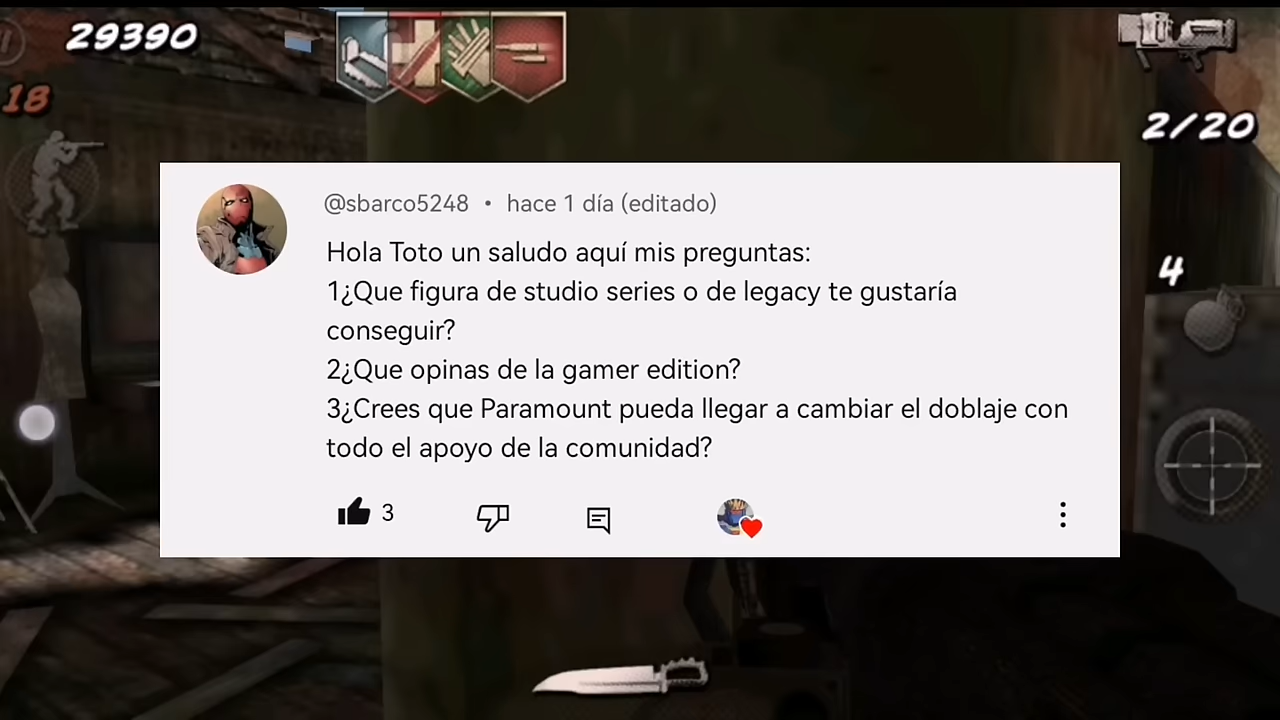 29390
18
2/20
@sbarco5248 • hace 1 día (editado)
Hola Toto un saludo aquí mis preguntas:
1¿Que figura de studio series o de legacy te gustaría
conseguir?
2¿Que opinas de la gamer edition?
3¿Crees que Paramount pueda llegar a cambiar el doblaje con
todo el apoyo de la comunidad?
4
3